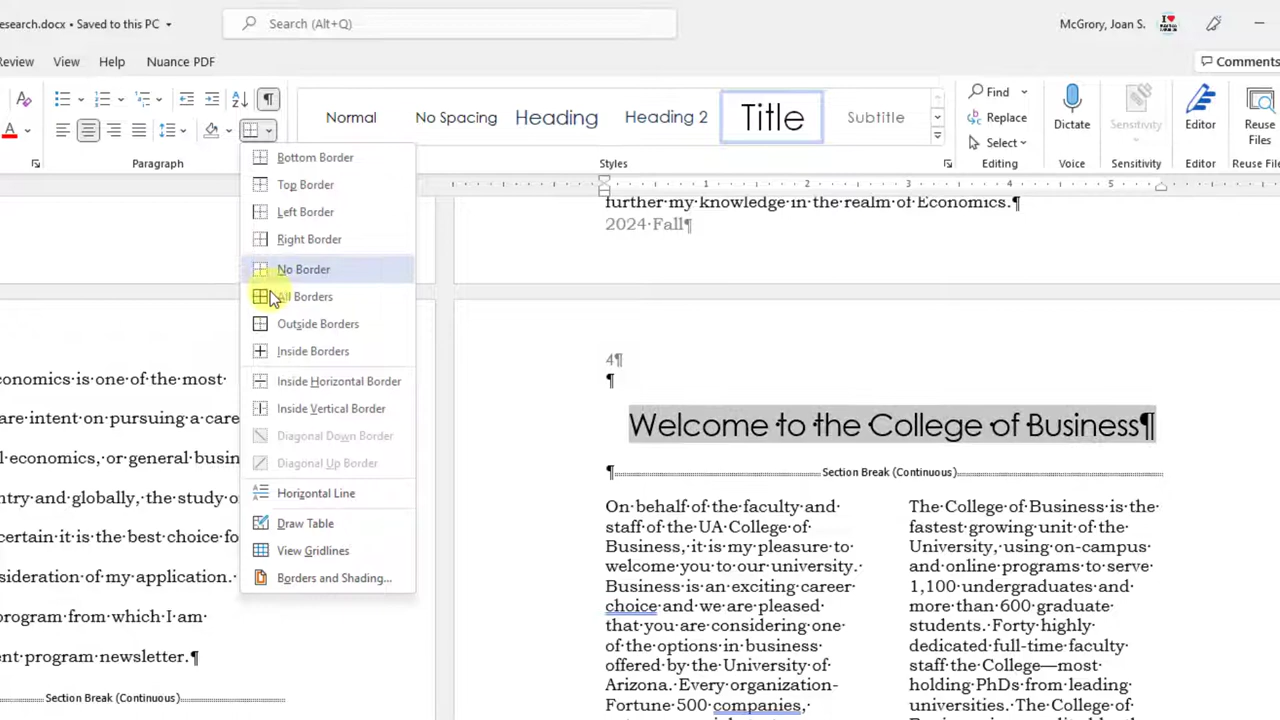 esearch.docx • Saved to this PC
Search (Alt+Q)
McGrory, Joan S.
Review View Help Nuance PDF
Comments
A
A
Normal
No Spacing
Heading
Heading 2
Title
Subtitle
Find
Replace
Select
Dictate
Sensitivity
Editor
Reuse
Files
Paragraph
Styles
Editing
Voice
Sensitivity
Editor
Reuse File
Bottom Border
Top Border
Left Border
Right Border
No Border
All Borders
Outside Borders
Inside Borders
Inside Horizontal Border
Inside Vertical Border
Diagonal Down Border
Diagonal Up Border
Horizontal Line
Draw Table
View Gridlines
Borders and Shading...
1 2 3 4 5
conomics·is·one·of·the·most·
are·intent·on·pursuing·a·care
l·economics,·or·general·busin
ntry·and·globally,·the·study·o
certain·it·is·the·best·choice·fo
nsideration·of·my·application.·
program·from·which·I·am·
ent·program·newsletter.¶
Section Break (Continuous)
further·my·knowledge·in·the·realm·of·Economics.¶
2024·Fall¶
4¶
¶
Welcome·to·the·College·of·Business¶
¶Section Break (Continuous)
On·behalf·of·the·faculty·and·
staff·of·the·UA·College·of·
Business,·it·is·my·pleasure·to·
welcome·you·to·our·university.·
Business·is·an·exciting·career·
choice·and·we·are·pleased·
that·you·are·considering·one·
of·the·options·in·business·
offered·by·the·University·of·
Arizona.·Every·organization-
Fortune·500·companies,·
The·College·of·Business·is·the·
fastest·growing·unit·of·the·
University,·using·on-campus·
and·online·programs·to·serve·
1,100·undergraduates·and·
more·than·600·graduate·
students.·Forty·highly·
dedicated·full-time·faculty·
staff·the·College—most·
holding·PhDs·from·leading·
universities.·The·College·of·